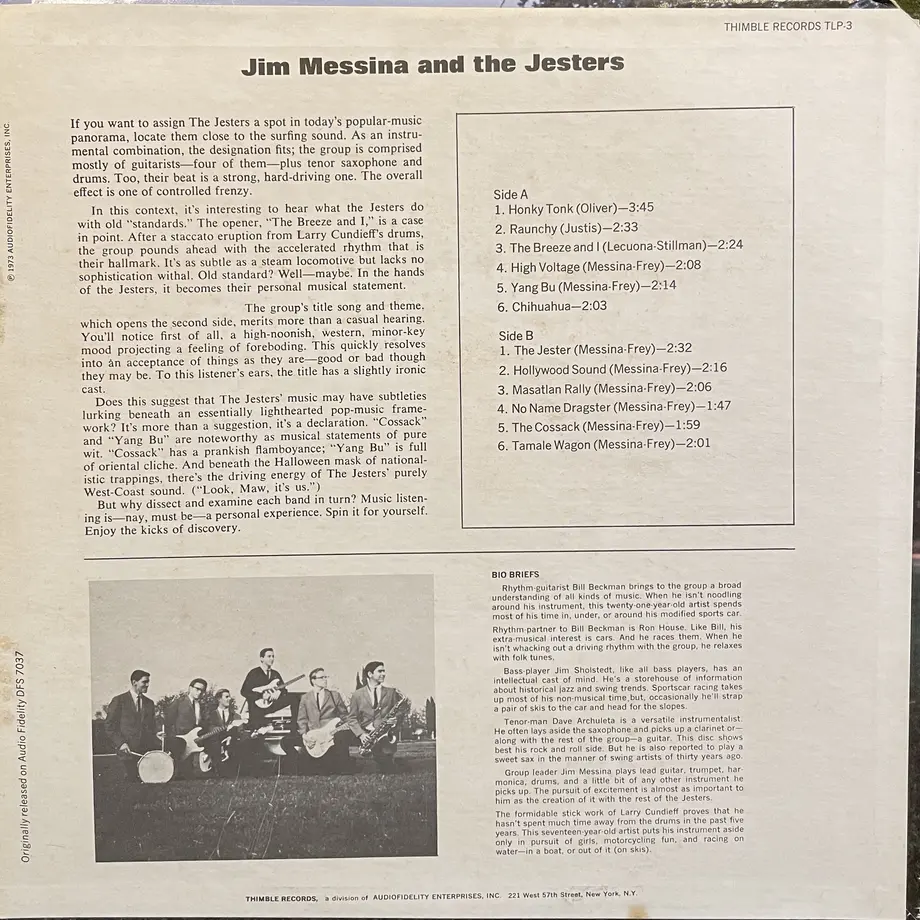 THIMBLE RECORDS TLP-3
Jim Messina and the Jesters
If you want to assign The Jesters a spot in today's popular-music
panorama, locate them close to the surfing sound. As an instru-
mental combination, the designation fits; the group is comprised
mostly of guitarists—four of them—plus tenor saxophone and
drums. Too, their beat is a strong, hard-driving one. The overall
effect is one of controlled frenzy.
In this context, it's interesting to hear what the Jesters do
with old "standards." The opener, "The Breeze and I," is a case
in point. After a staccato eruption from Larry Cundieff's drums,
the group pounds ahead with the accelerated rhythm that is
their hallmark. It's as subtle as a steam locomotive but lacks no
sophistication withal. Old standard? Well—maybe. In the hands
of the Jesters, it becomes their personal musical statement.
The group's title song and theme,
which opens the second side, merits more than a casual hearing.
You'll notice first of all, a high-noonish, western, minor-key
mood projecting a feeling of foreboding. This quickly resolves
into an acceptance of things as they are—good or bad though
they may be. To this listener's ears, the title has a slightly ironic
cast.
Does this suggest that The Jesters' music may have subtleties
lurking beneath an essentially lighthearted pop-music frame-
work? It's more than a suggestion, it's a declaration. "Cossack"
and "Yang Bu" are noteworthy as musical statements of pure
wit. "Cossack" has a prankish flamboyance; "Yang Bu" is full
of oriental cliche. And beneath the Halloween mask of national-
istic trappings, there's the driving energy of The Jesters' purely
West-Coast sound. ("Look, Maw, it's us.")
But why dissect and examine each band in turn? Music listen-
ing is—nay, must be—a personal experience. Spin it for yourself.
Enjoy the kicks of discovery.
Side A
1. Honky Tonk (Oliver)—3:45
2. Raunchy (Justis)—2:33
3. The Breeze and I (Lecuona-Stillman)—2:24
4. High Voltage (Messina-Frey)—2:08
5. Yang Bu (Messina-Frey)—2:14
6. Chihuahua—2:03
Side B
1. The Jester (Messina-Frey)—2:32
2. Hollywood Sound (Messina-Frey)—2:16
3. Masatlan Rally (Messina-Frey)—2:06
4. No Name Dragster (Messina-Frey)—1:47
5. The Cossack (Messina-Frey)—1:59
6. Tamale Wagon (Messina-Frey)—2:01
℗ 1973 AUDIOFIDELITY ENTERPRISES, INC
Originally released on Audio Fidelity DFS 7037
BIO BRIEFS
Rhythm-guitarist Bill Beckman brings to the group a broad
understanding of all kinds of music. When he isn't noodling
around his instrument, this twenty-one-year-old artist spends
most of his time in, under, or around his modified sports car.
Rhythm-partner to Bill Beckman is Ron House. Like Bill, his
extra-musical interest is cars. And he races them. When he
isn't whacking out a driving rhythm with the group, he relaxes
with folk tunes.
Bass-player Jim Sholstedt, like all bass players, has an
intellectual cast of mind. He's a storehouse of information
about historical jazz and swing trends. Sportscar racing takes
up most of his non-musical time but, occasionally he'll strap
a pair of skis to the car and head for the slopes.
Tenor-man Dave Archuleta is a versatile instrumentalist.
He often lays aside the saxophone and picks up a clarinet or—
along with the rest of the group—a guitar. This disc shows
best his rock and roll side. But he is also reported to play a
sweet sax in the manner of swing artists of thirty years ago.
Group leader Jim Messina plays lead guitar, trumpet, har-
monica, drums, and a little bit of any other instrument he
picks up. The pursuit of excitement is almost as important to
him as the creation of it with the rest of the Jesters.
The formidable stick work of Larry Cundieff proves that he
hasn't spent much time away from the drums in the past five
years. This seventeen-year-old artist puts his instrument aside
only in pursuit of girls, motorcycling fun, and racing on
water—in a boat, or out of it (on skis).
THIMBLE RECORDS, a division of AUDIOFIDELITY ENTERPRISES, INC. 221 West 57th Street, New York, N.Y.